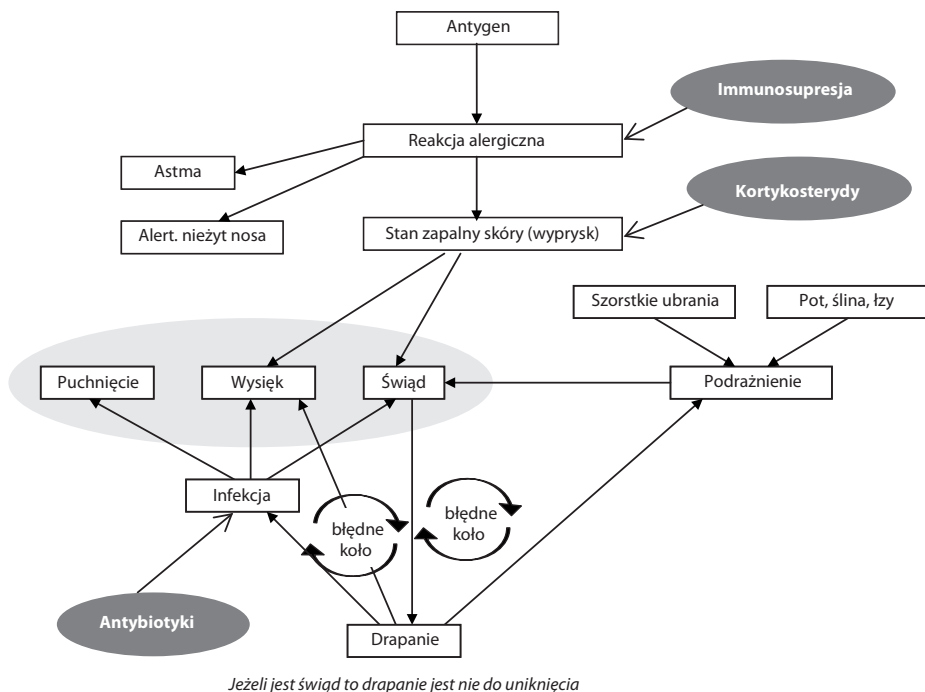 Antygen
Immunosupresja
Reakcja alergiczna
Astma
Kortykosterydy
Alert. nieżyt nosa
Stan zapalny skóry (wyprysk)
Szorstkie ubrania
Pot, ślina, łzy
Puchnięcie
Wysięk
Świąd
Podrażnienie
Infekcja
błędne
koło
błędne
koło
Antybiotyki
Drapanie
Jeżeli jest świąd to drapanie jest nie do uniknięcia